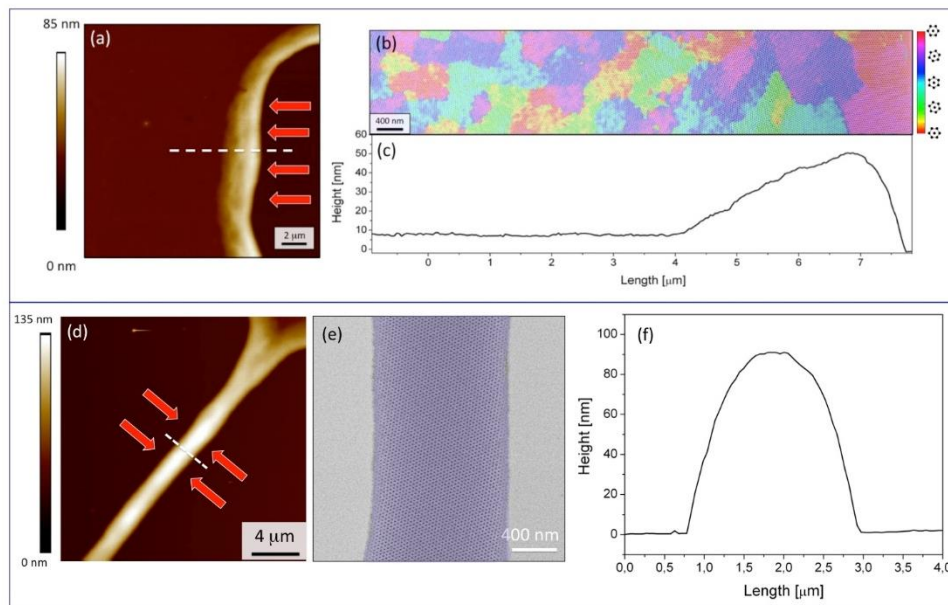 85 nm
(a)
2 μm
0 nm
(b)
400 nm
(c)
Height [nm]
60
50
40
30
20
10
0
0 1 2 3 4 5 6 7
Length [μm]
135 nm
(d)
4 μm
0 nm
(e)
400 nm
(f)
Height [nm]
100
80
60
40
20
0
0,0 0,5 1,0 1,5 2,0 2,5 3,0 3,5 4,0
Length [μm]